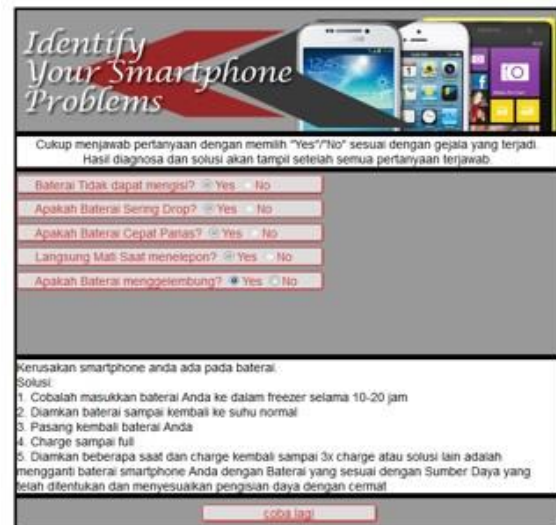 Identify
Your Smartphone
Problems
Cukup menjawab pertanyaan dengan memilih "Yes"/"No" sesuai dengan gejala yang terjadi.
Hasil diagnosa dan solusi akan tampil setelah semua pertanyaan terjawab.
Baterai Tidak dapat mengisi? Yes No
Apakah Baterai Sering Drop? Yes No
Apakah Baterai Cepat Panas? Yes No
Langsung Mati Saat menelepon? Yes No
Apakah Baterai menggelembung? Yes No
Kerusakan smartphone anda ada pada baterai.
Solusi:
1. Cobalah masukkan baterai Anda ke dalam freezer selama 10-20 jam
2. Diamkan baterai sampai kembali ke suhu normal
3. Pasang kembali baterai Anda
4. Charge sampai full
5. Diamkan beberapa saat dan charge kembali sampai 3x charge atau solusi lain adalah
mengganti baterai smartphone Anda dengan Baterai yang sesuai dengan Sumber Daya yang
telah ditentukan dan menyesuaikan pengisian daya dengan cermat
coba lagi